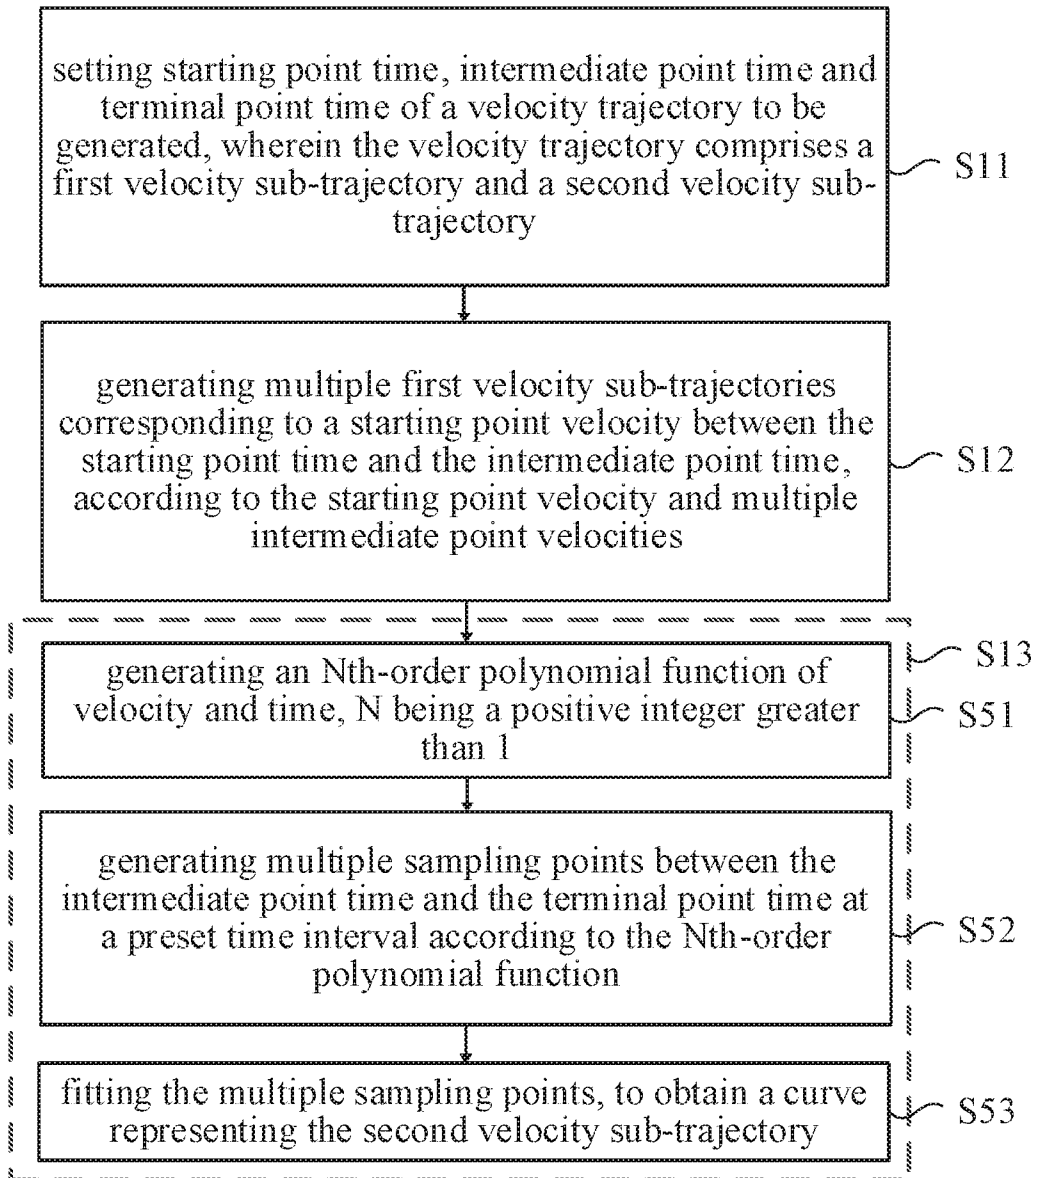 setting starting point time, intermediate point time and
terminal point time of a velocity trajectory to be
generated, wherein the velocity trajectory comprises a
first velocity sub-trajectory and a second velocity sub-
trajectory
S11
generating multiple first velocity sub-trajectories
corresponding to a starting point velocity between the
starting point time and the intermediate point time,
according to the starting point velocity and multiple
intermediate point velocities
S12
S13
generating an Nth-order polynomial function of
velocity and time, N being a positive integer greater
than 1
S51
generating multiple sampling points between the
intermediate point time and the terminal point time at
a preset time interval according to the Nth-order
polynomial function
S52
fitting the multiple sampling points, to obtain a curve
representing the second velocity sub-trajectory
S53